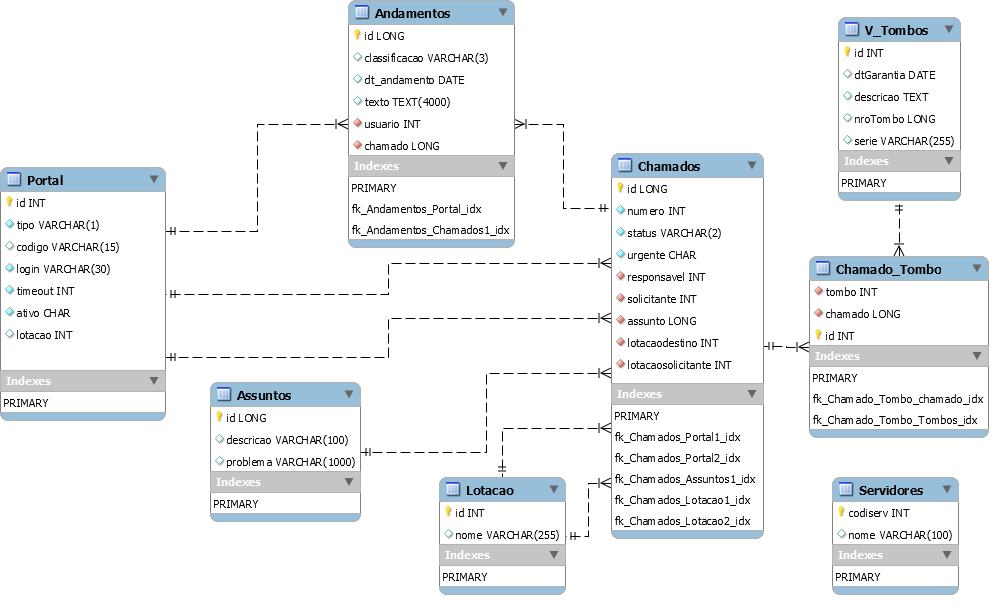 Andamentos
id LONG
classificacao VARCHAR(3)
dt_andamento DATE
texto TEXT(4000)
usuario INT
chamado LONG
Indexes
PRIMARY
fk_Andamentos_Portal_idx
fk_Andamentos_Chamados1_idx
V_Tombos
id INT
dtGarantia DATE
descricao TEXT
nroTombo LONG
serie VARCHAR(255)
Indexes
PRIMARY
Portal
id INT
tipo VARCHAR(1)
codigo VARCHAR(15)
login VARCHAR(30)
timeout INT
ativo CHAR
lotacao INT
Indexes
PRIMARY
Chamados
id LONG
numero INT
status VARCHAR(2)
urgente CHAR
responsavel INT
solicitante INT
assunto LONG
lotacaodestino INT
lotacaosolicitante INT
Indexes
PRIMARY
fk_Chamados_Portal1_idx
fk_Chamados_Portal2_idx
fk_Chamados_Assuntos1_idx
fk_Chamados_Lotacao1_idx
fk_Chamados_Lotacao2_idx
Chamado_Tombo
tombo INT
chamado LONG
id INT
Indexes
PRIMARY
fk_Chamado_Tombo_chamado_idx
fk_Chamado_Tombo_Tombos_idx
Assuntos
id LONG
descricao VARCHAR(100)
problema VARCHAR(1000)
Indexes
PRIMARY
Lotacao
id INT
nome VARCHAR(255)
Indexes
PRIMARY
Servidores
codiserv INT
nome VARCHAR(100)
Indexes
PRIMARY